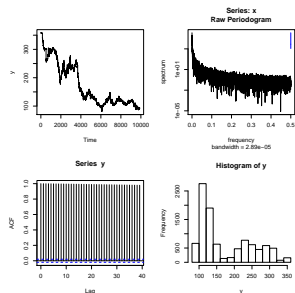 Series: x
Raw Periodogram
y
100 200 300
0 2000 4000 6000 8000 10000
Time
spectrum
1e-05 1e+01
0.0 0.1 0.2 0.3 0.4 0.5
frequency
bandwidth = 2.89e-05
Series y
ACF
0.0 0.2 0.4 0.6 0.8 1.0
0 10 20 30 40
Lag
Histogram of y
Frequency
0 500 1500 2500
100 150 200 250 300 350
y